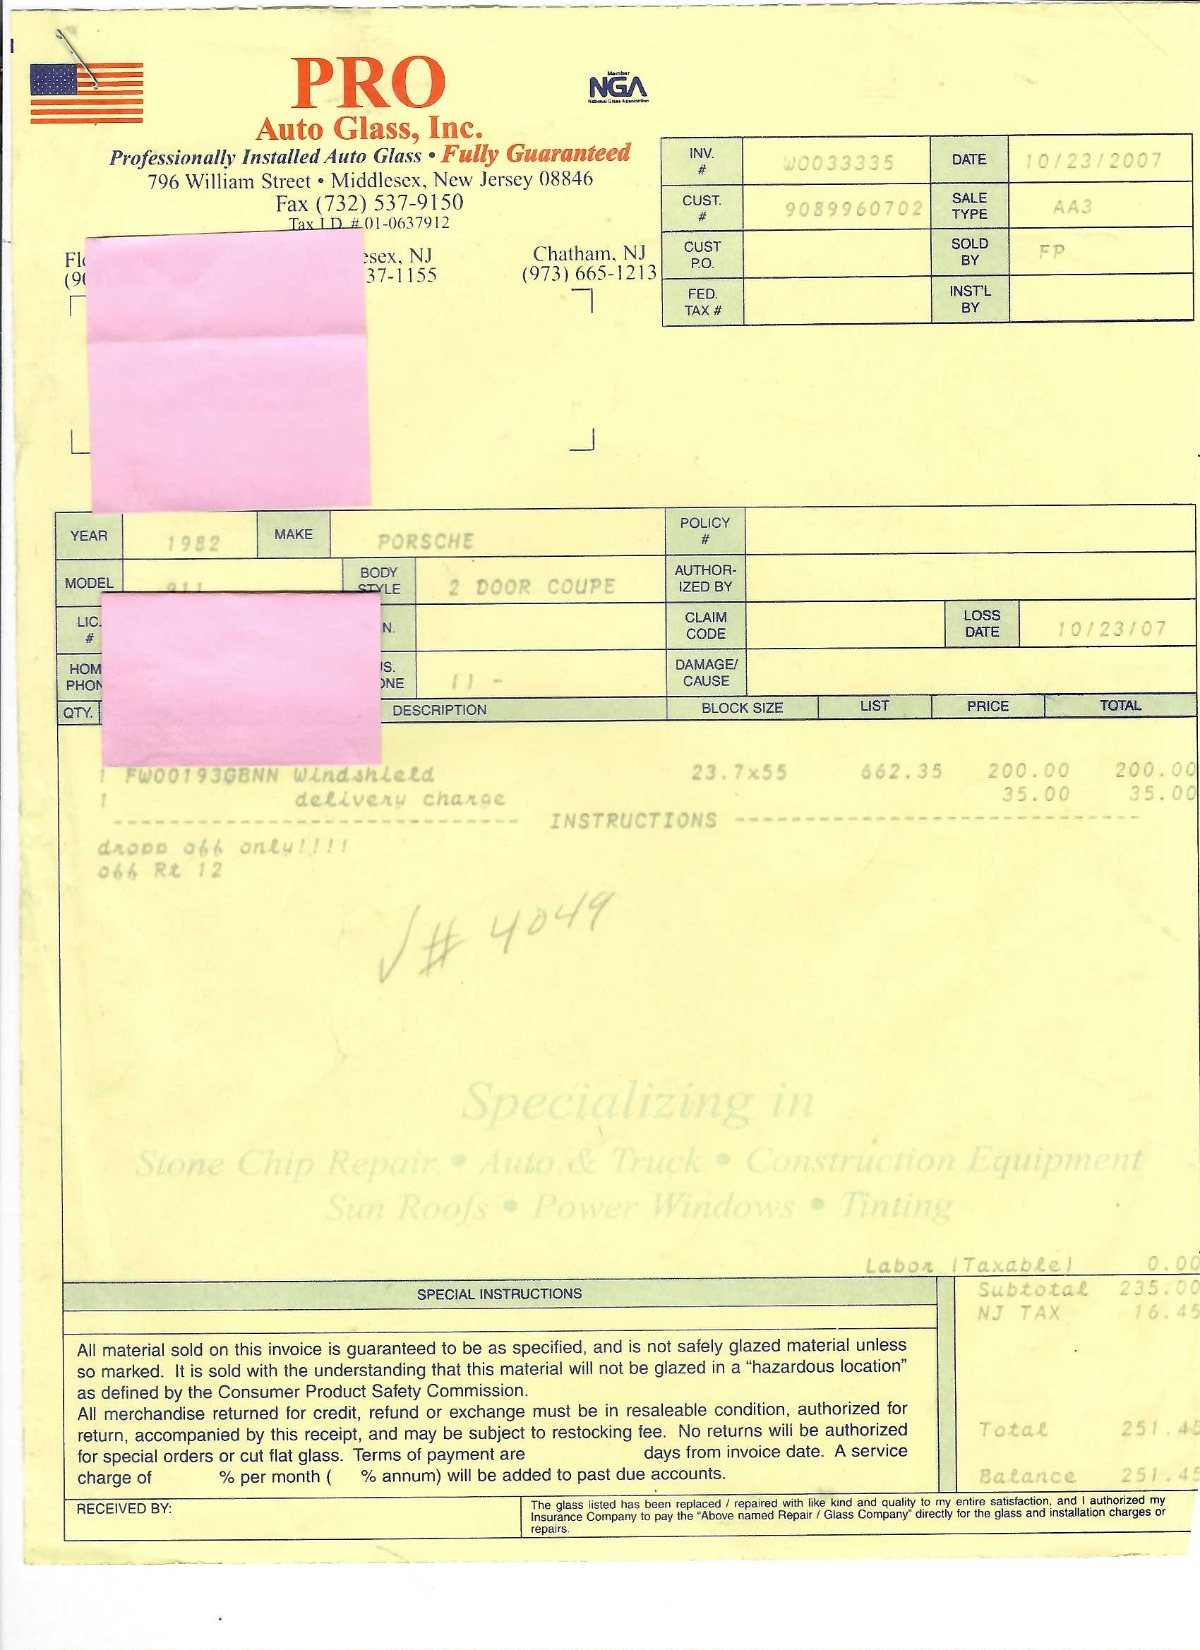 PRO
Auto Glass, Inc.
Member
NGA
National Glass Association
Professionally Installed Auto Glass • Fully Guaranteed
796 William Street • Middlesex, New Jersey 08846
Fax (732) 537-9150
Tax I.D. # 01-0637912
sex, NJ
37-1155
Chatham, NJ
(973) 665-1213
INV. # W0033335 DATE 10/23/2007
CUST. # 9089960702 SALE TYPE AA3
CUST P.O. SOLD BY FP
FED. TAX # INST'L BY
YEAR 1982 MAKE PORSCHE POLICY #
MODEL 911 BODY STYLE 2 DOOR COUPE AUTHOR-IZED BY
LIC. # N. CLAIM CODE LOSS DATE 10/23/07
HOM PHON S. ONE 11 - DAMAGE/ CAUSE
QTY. DESCRIPTION BLOCK SIZE LIST PRICE TOTAL
1 FW00193GBNN Windshield 23.7x55 662.35 200.00 200.00
1 delivery charge 35.00 35.00
---------------------------- INSTRUCTIONS ----------------------------
dropp off only!!!!
off Rt 12
√ # 4049
Specializing in
Stone Chip Repair • Auto & Truck • Construction Equipment
Sun Roofs • Power Windows • Tinting
Labor (Taxable) 0.00
Subtotal 235.00
NJ TAX 16.45
Total 251.45
Balance 251.45
SPECIAL INSTRUCTIONS
All material sold on this invoice is guaranteed to be as specified, and is not safely glazed material unless
so marked. It is sold with the understanding that this material will not be glazed in a “hazardous location”
as defined by the Consumer Product Safety Commission.
All merchandise returned for credit, refund or exchange must be in resaleable condition, authorized for
return, accompanied by this receipt, and may be subject to restocking fee. No returns will be authorized
for special orders or cut flat glass. Terms of payment are days from invoice date. A service
charge of % per month ( % annum) will be added to past due accounts.
RECEIVED BY:
The glass listed has been replaced / repaired with like kind and quality to my entire satisfaction, and I authorized my
Insurance Company to pay the “Above named Repair / Glass Company” directly for the glass and installation charges or
repairs.